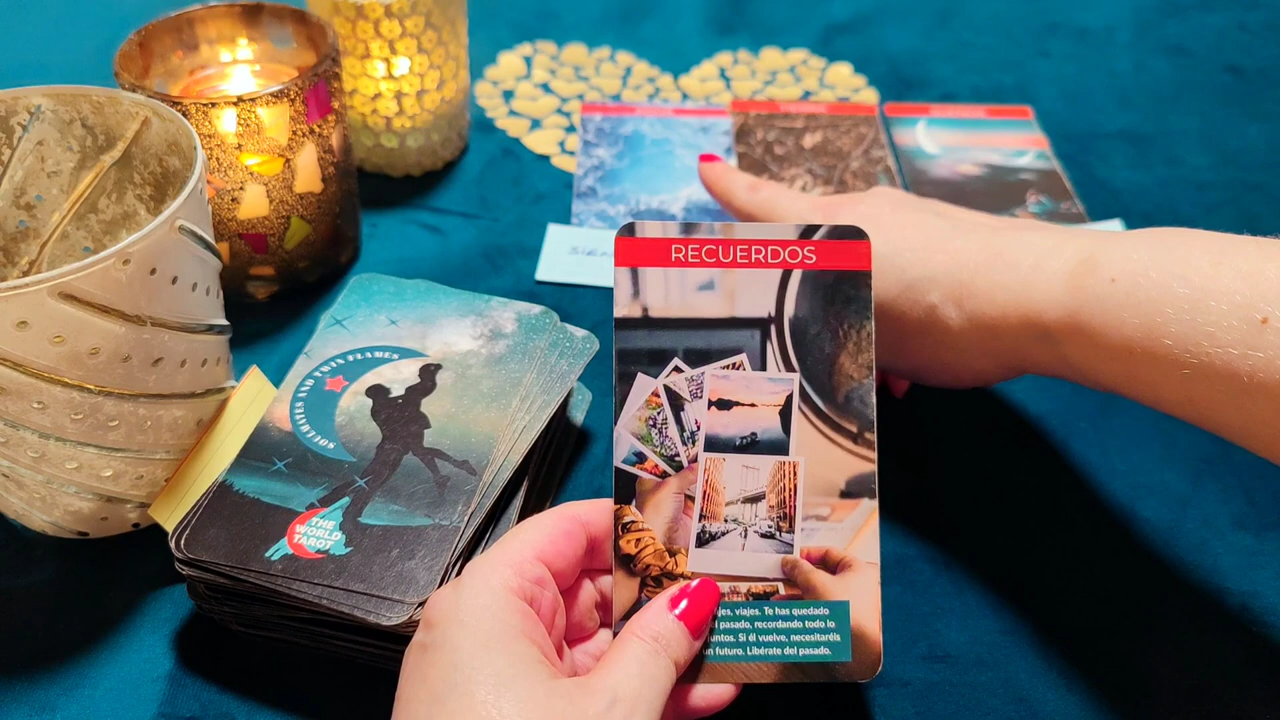 RECUERDOS
viajes. Te has quedado
pasado, recordando todo lo
Si él vuelve, necesitaréis
un futuro. Libérate del pasado.
SOULMATES AND TWIN FLAMES
THE
WORLD
TAROT